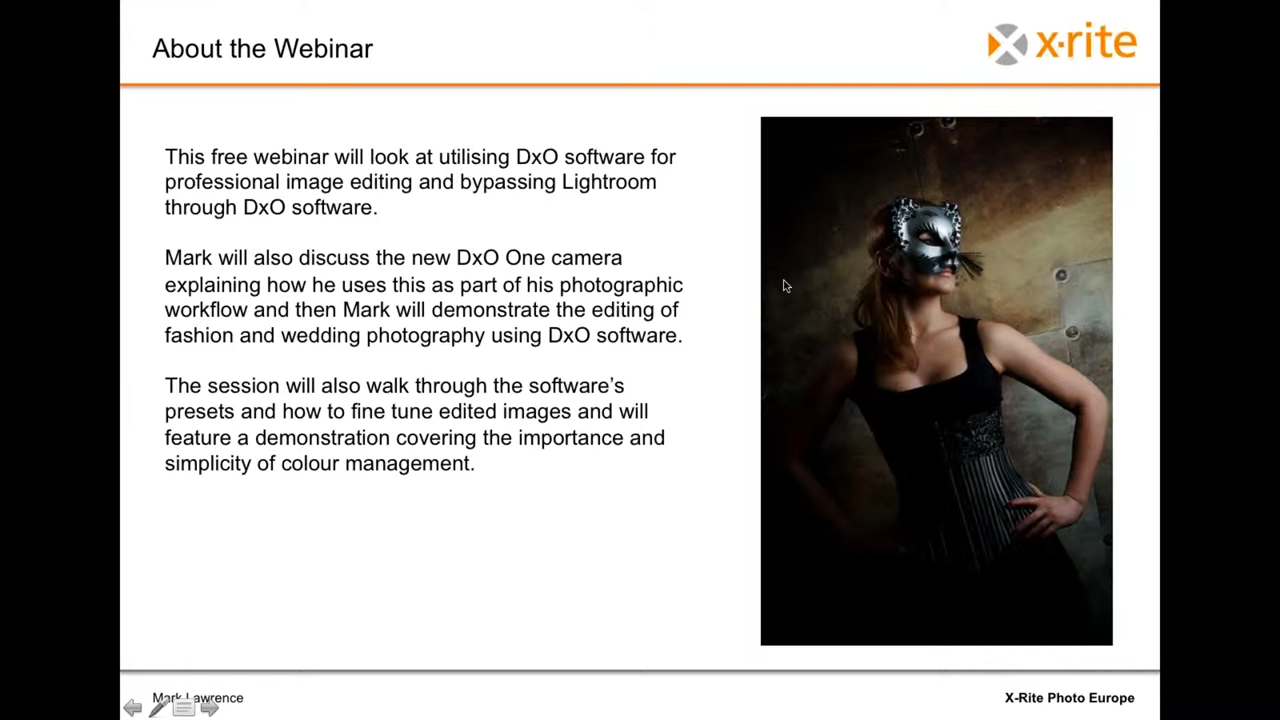 About the Webinar
x·rite
This free webinar will look at utilising DxO software for
professional image editing and bypassing Lightroom
through DxO software.
Mark will also discuss the new DxO One camera
explaining how he uses this as part of his photographic
workflow and then Mark will demonstrate the editing of
fashion and wedding photography using DxO software.
The session will also walk through the software’s
presets and how to fine tune edited images and will
feature a demonstration covering the importance and
simplicity of colour management.
Mark Lawrence
X-Rite Photo Europe